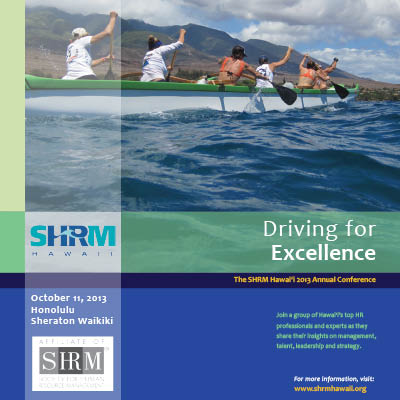 Driving for
Excellence
SHRM
HAWAII
The SHRM Hawai'i 2013 Annual Conference
October 11, 2013
Honolulu
Sheraton Waikiki
Join a group of Hawai'i's top HR
professionals and experts as they
share their insights on management,
talent, leadership and strategy.
AFFILIATE OF
SHRM
SOCIETY FOR HUMAN
RESOURCE MANAGEMENT
For more information, visit:
www.shrmhawaii.org